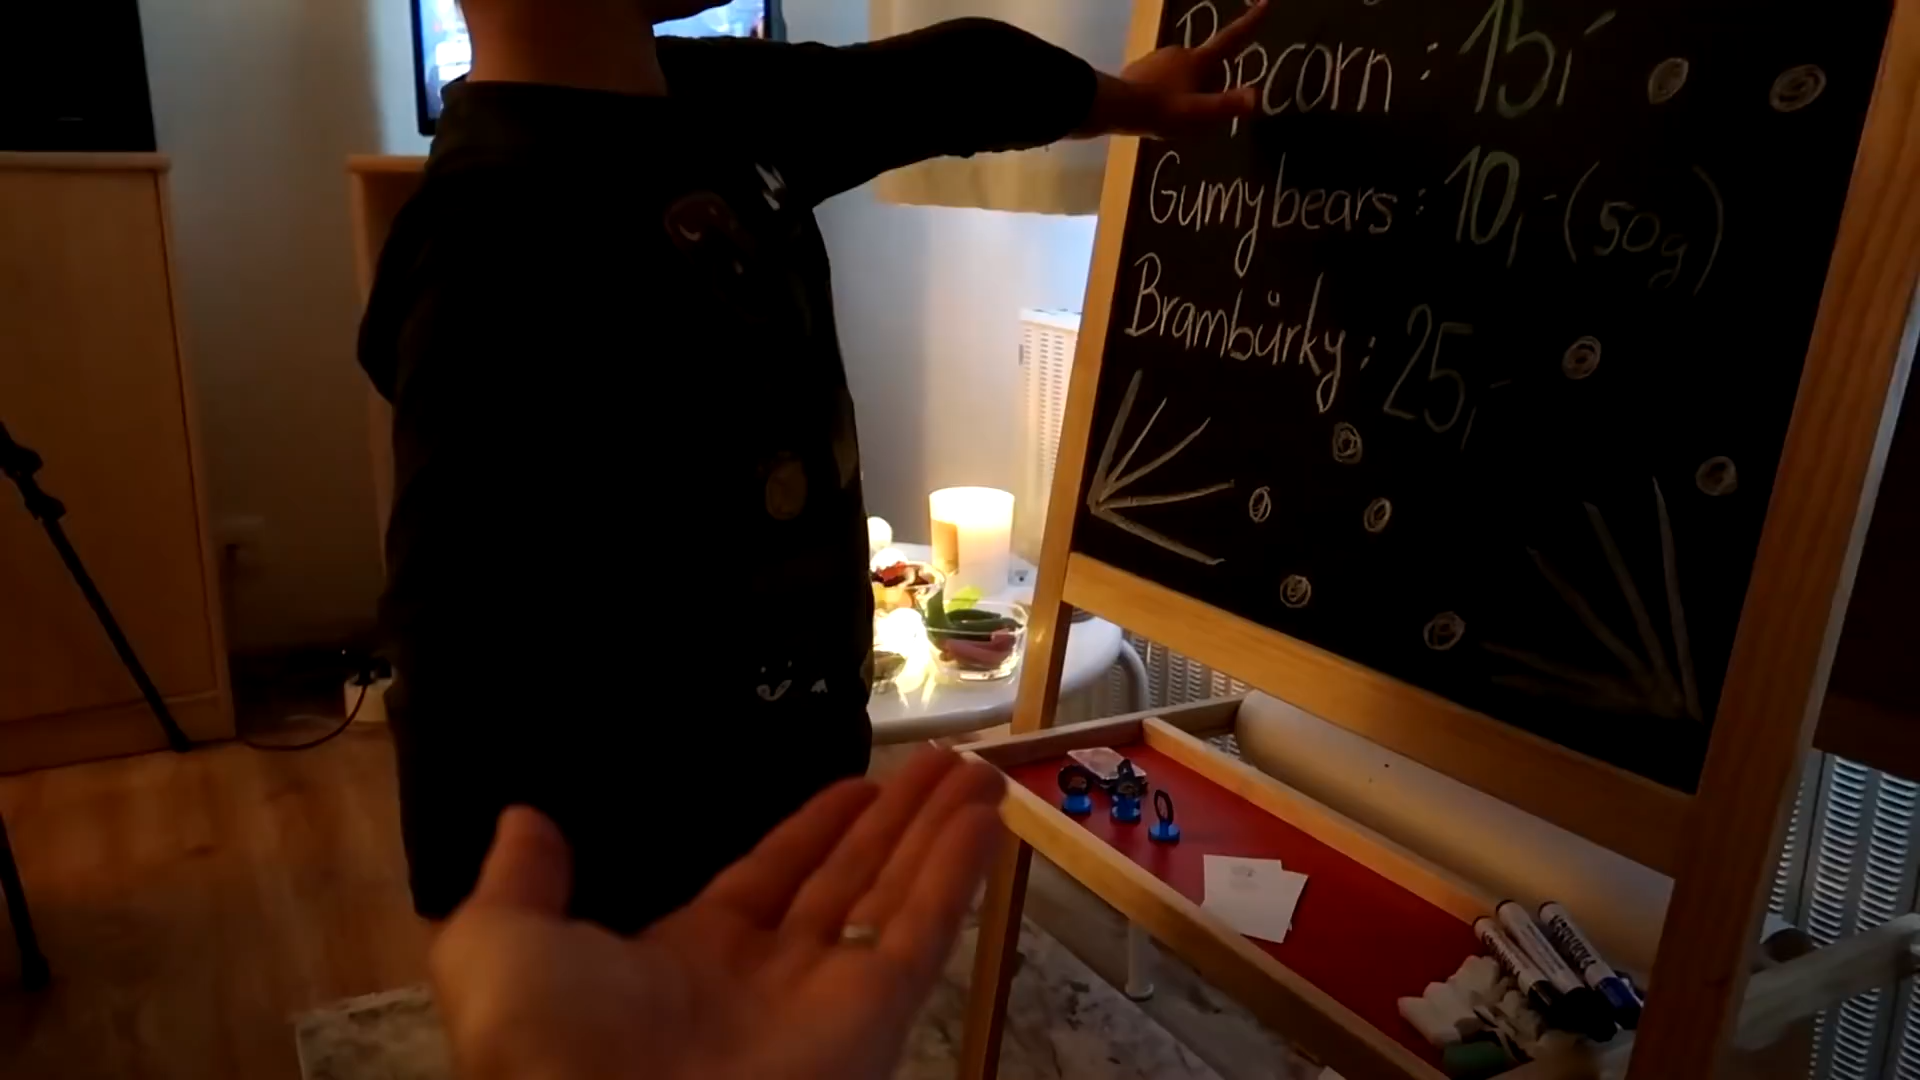 Popcorn: 15,-
Gumybears: 10,- (50g)
Brambůrky: 25,-